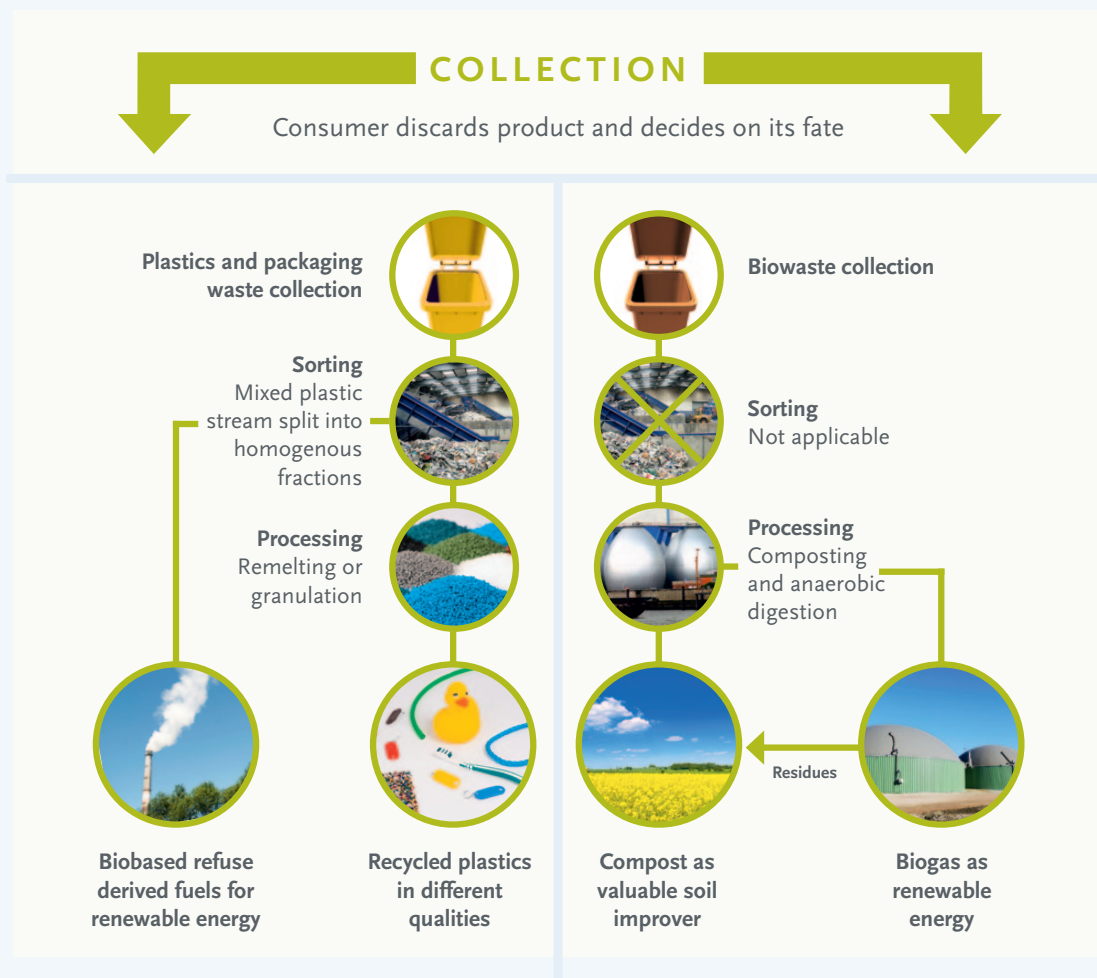 COLLECTION
Consumer discards product and decides on its fate
Plastics and packaging
waste collection
Sorting
Mixed plastic
stream split into
homogenous
fractions
Processing
Remelting or
granulation
Biobased refuse
derived fuels for
renewable energy
Recycled plastics
in different
qualities
Biowaste collection
Sorting
Not applicable
Processing
Composting
and anaerobic
digestion
Residues
Compost as
valuable soil
improver
Biogas as
renewable
energy